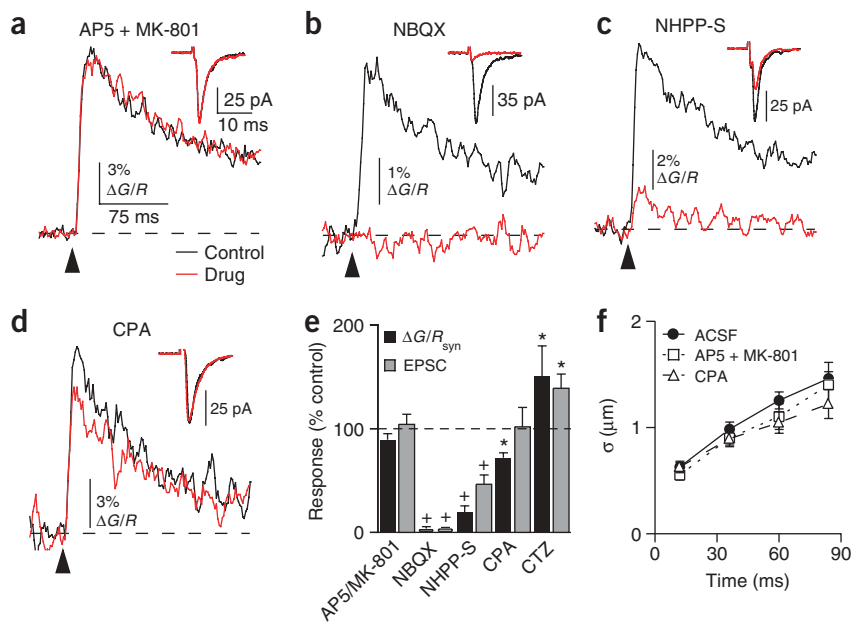 a
AP5 + MK-801
25 pA
10 ms
3%
ΔG/R
75 ms
Control
Drug
b
NBQX
35 pA
1%
ΔG/R
c
NHPP-S
25 pA
2%
ΔG/R
d
CPA
25 pA
3%
ΔG/R
e
Response (% control)
200
100
0
ΔG/Rsyn
EPSC
+ + + + * * *
AP5/MK-801
NBQX
NHPP-S
CPA
CTZ
f
ACSF
AP5 + MK-801
CPA
σ (μm)
2
1
0
0 30 60 90
Time (ms)